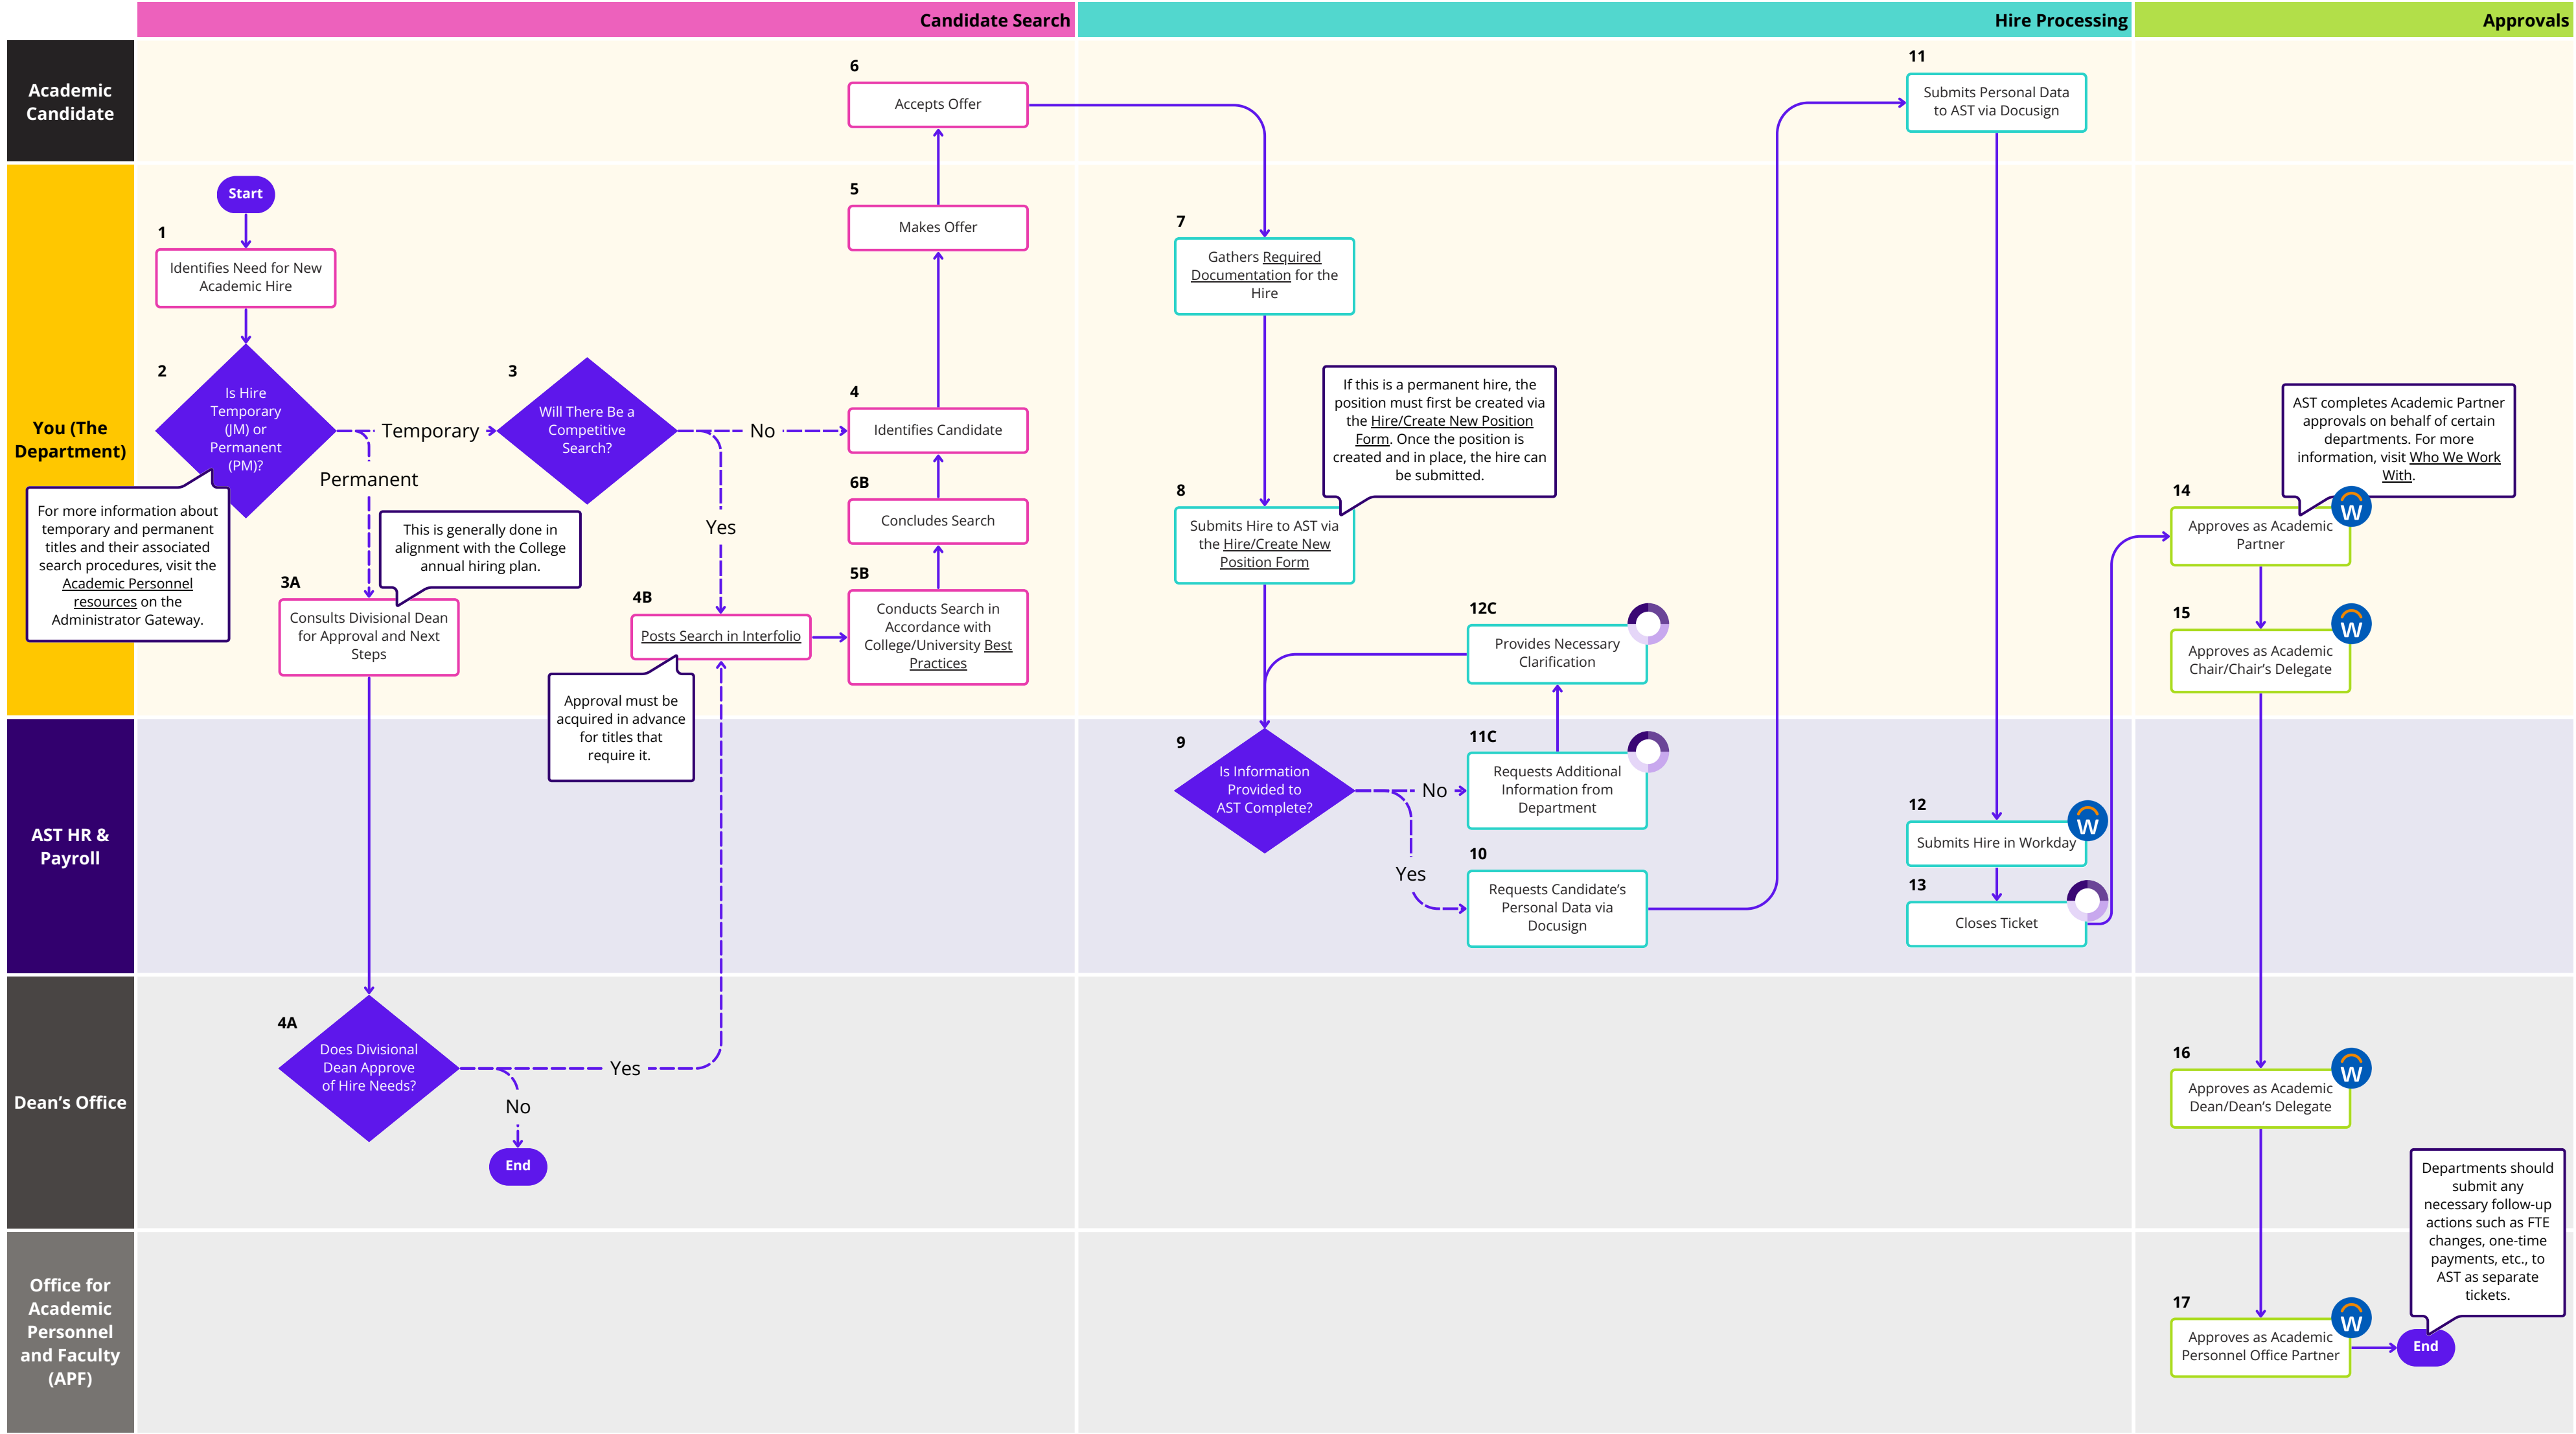 Candidate Search
Hire Processing
Approvals
Academic
Candidate
6
Accepts Offer
11
Submits Personal Data
to AST via Docusign
You (The
Department)
Start
1
Identifies Need for New
Academic Hire
2
Is Hire
Temporary
(JM) or
Permanent
(PM)?
For more information about
temporary and permanent
titles and their associated
search procedures, visit the
Academic Personnel
resources on the
Administrator Gateway.
Temporary
Permanent
3
Will There Be a
Competitive
Search?
No
Yes
This is generally done in
alignment with the College
annual hiring plan.
3A
Consults Divisional Dean
for Approval and Next
Steps
4B
Posts Search in Interfolio
Approval must be
acquired in advance
for titles that
require it.
5
Makes Offer
4
Identifies Candidate
6B
Concludes Search
5B
Conducts Search in
Accordance with
College/University Best
Practices
7
Gathers Required
Documentation for the
Hire
If this is a permanent hire, the
position must first be created via
the Hire/Create New Position
Form. Once the position is
created and in place, the hire can
be submitted.
8
Submits Hire to AST via
the Hire/Create New
Position Form
12C
Provides Necessary
Clarification
AST completes Academic Partner
approvals on behalf of certain
departments. For more
information, visit Who We Work
With.
14
W
Approves as Academic
Partner
15
W
Approves as Academic
Chair/Chair’s Delegate
AST HR &
Payroll
9
Is Information
Provided to
AST Complete?
No
Yes
11C
Requests Additional
Information from
Department
10
Requests Candidate’s
Personal Data via
Docusign
12
W
Submits Hire in Workday
13
Closes Ticket
Dean’s Office
4A
Does Divisional
Dean Approve
of Hire Needs?
Yes
No
End
16
W
Approves as Academic
Dean/Dean’s Delegate
Office for
Academic
Personnel
and Faculty
(APF)
Departments should
submit any
necessary follow-up
actions such as FTE
changes, one-time
payments, etc., to
AST as separate
tickets.
17
W
Approves as Academic
Personnel Office Partner
End